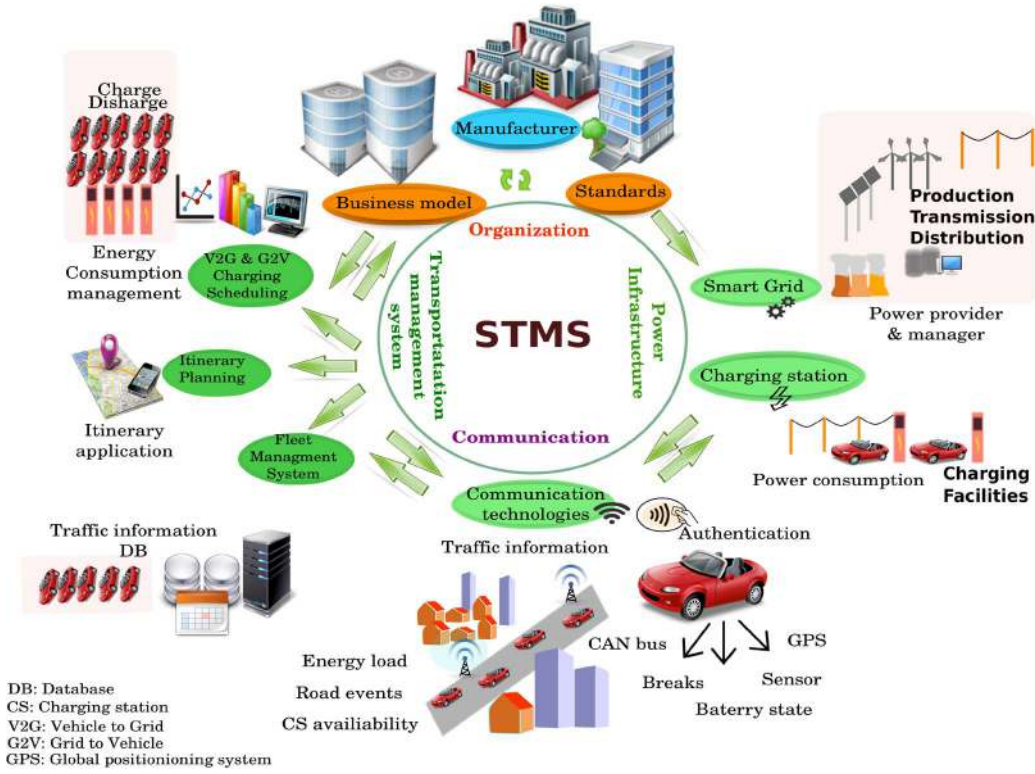 Charge
Disharge
Manufacturer
Business model
Standards
Organization
Energy
Consumption
management
V2G & G2V
Charging
Scheduling
Transportatation
management
system
STMS
Power
Infrastructure
Smart Grid
Production
Transmission
Distribution
Power provider
& manager
Itinerary
Planning
Itinerary
application
Charging station
Fleet
Managment
System
Communication
Power consumption
Charging
Facilities
Communication
technologies
Authentication
Traffic information
DB
Traffic information
Energy load
Road events
CS availiability
CAN bus
GPS
Breaks
Sensor
Baterry state
DB: Database
CS: Charging station
V2G: Vehicle to Grid
G2V: Grid to Vehicle
GPS: Global positionioning system